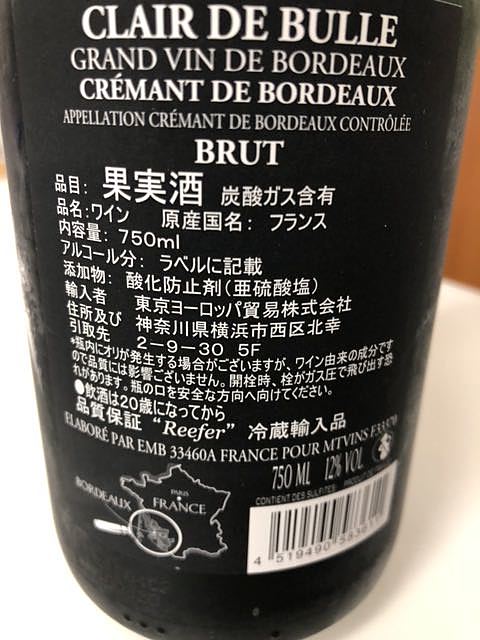 CLAIR DE BULLE
GRAND VIN DE BORDEAUX
CRÉMANT DE BORDEAUX
APPELLATION CRÉMANT DE BORDEAUX CONTRÔLÉE
BRUT
品目: 果実酒 炭酸ガス含有
品名:ワイン 原産国名: フランス
内容量: 750ml
アルコール分: ラベルに記載
添加物: 酸化防止剤(亜硫酸塩)
輸入者 東京ヨーロッパ貿易株式会社
住所及び 神奈川県横浜市西区北幸
引取先 2-9-30 5F
*瓶内にオリが発生する場合がございますが、ワイン由来の成分です
ので品質には影響ございません。開栓時、栓がガス圧で飛び出す恐
れがあります。瓶の口を安全な方向へ向けてください。
●飲酒は20歳になってから
品質保証 "Reefer" 冷蔵輸入品
ELABORÉ PAR EMB 33460A FRANCE POUR MTVINS F33370
750 ML 12% VOL
CONTIENT DES SULFITES PRODUIT DE
BORDEAUX
PARIS
FRANCE
4 519490